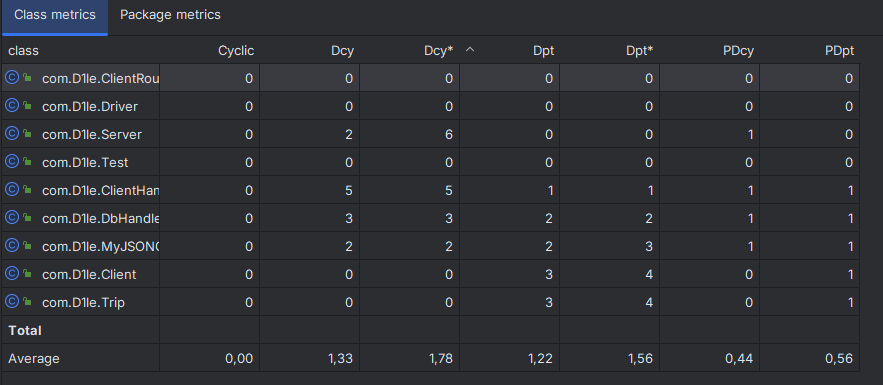 Class metrics Package metrics
class Cyclic Dcy Dcy* Dpt Dpt* PDcy PDpt
com.D1le.ClientRou 0 0 0 0 0 0 0
com.D1le.Driver 0 0 0 0 0 0 0
com.D1le.Server 0 2 6 0 0 1 0
com.D1le.Test 0 0 0 0 0 0 0
com.D1le.ClientHan 0 5 5 1 1 1 1
com.D1le.DbHandle 0 3 3 2 2 1 1
com.D1le.MyJSONC 0 2 2 2 3 1 1
com.D1le.Client 0 0 0 3 4 0 1
com.D1le.Trip 0 0 0 3 4 0 1
Total
Average 0,00 1,33 1,78 1,22 1,56 0,44 0,56